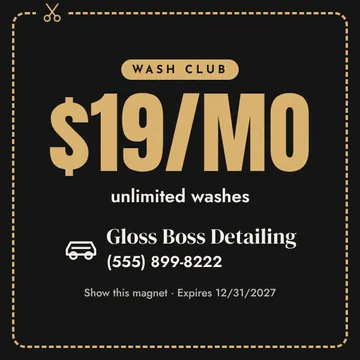 WASH CLUB
$19/MO
unlimited washes
Gloss Boss Detailing
(555) 899-8222
Show this magnet · Expires 12/31/2027